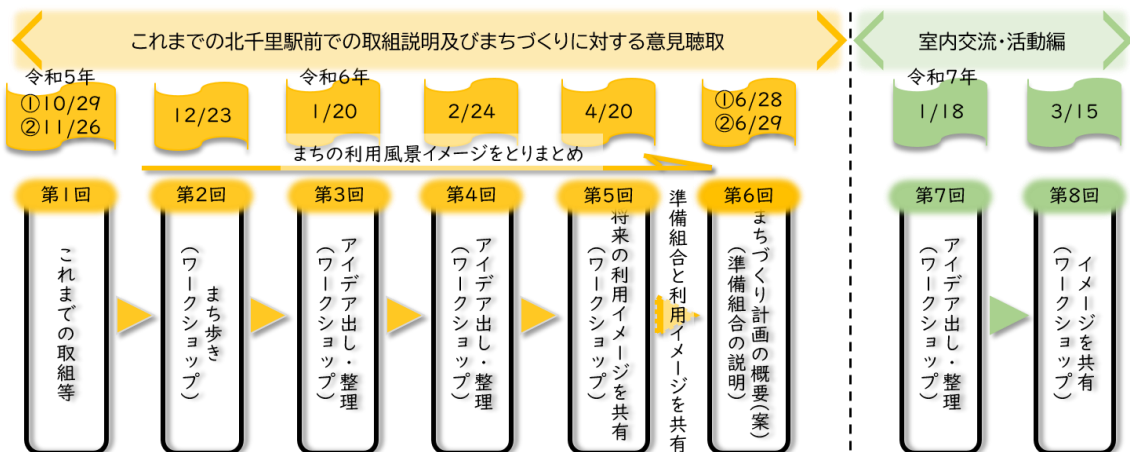 これまでの北千里駅前での取組説明及びまちづくりに対する意見聴取
室内交流・活動編
令和5年
①10/29
②11/26
12/23
令和6年
1/20
2/24
4/20
①6/28
②6/29
令和7年
1/18
3/15
まちの利用風景イメージをとりまとめ
第1回
これまでの取組等
第2回
まち歩き
（ワークショップ）
第3回
アイデア出し・整理
（ワークショップ）
第4回
アイデア出し・整理
（ワークショップ）
第5回
将来の利用イメージを共有
（ワークショップ）
準備組合と利用イメージを共有
第6回
まちづくり計画の概要（案）
（準備組合の説明）
第7回
アイデア出し・整理
（ワークショップ）
第8回
イメージを共有
（ワークショップ）